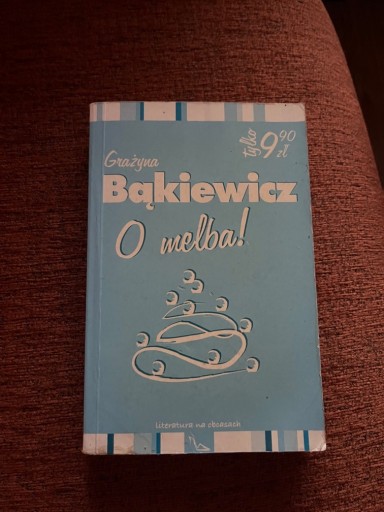 tylko 9 90 zł
Grażyna
Bąkiewicz
O melba!
literatura na obcasach